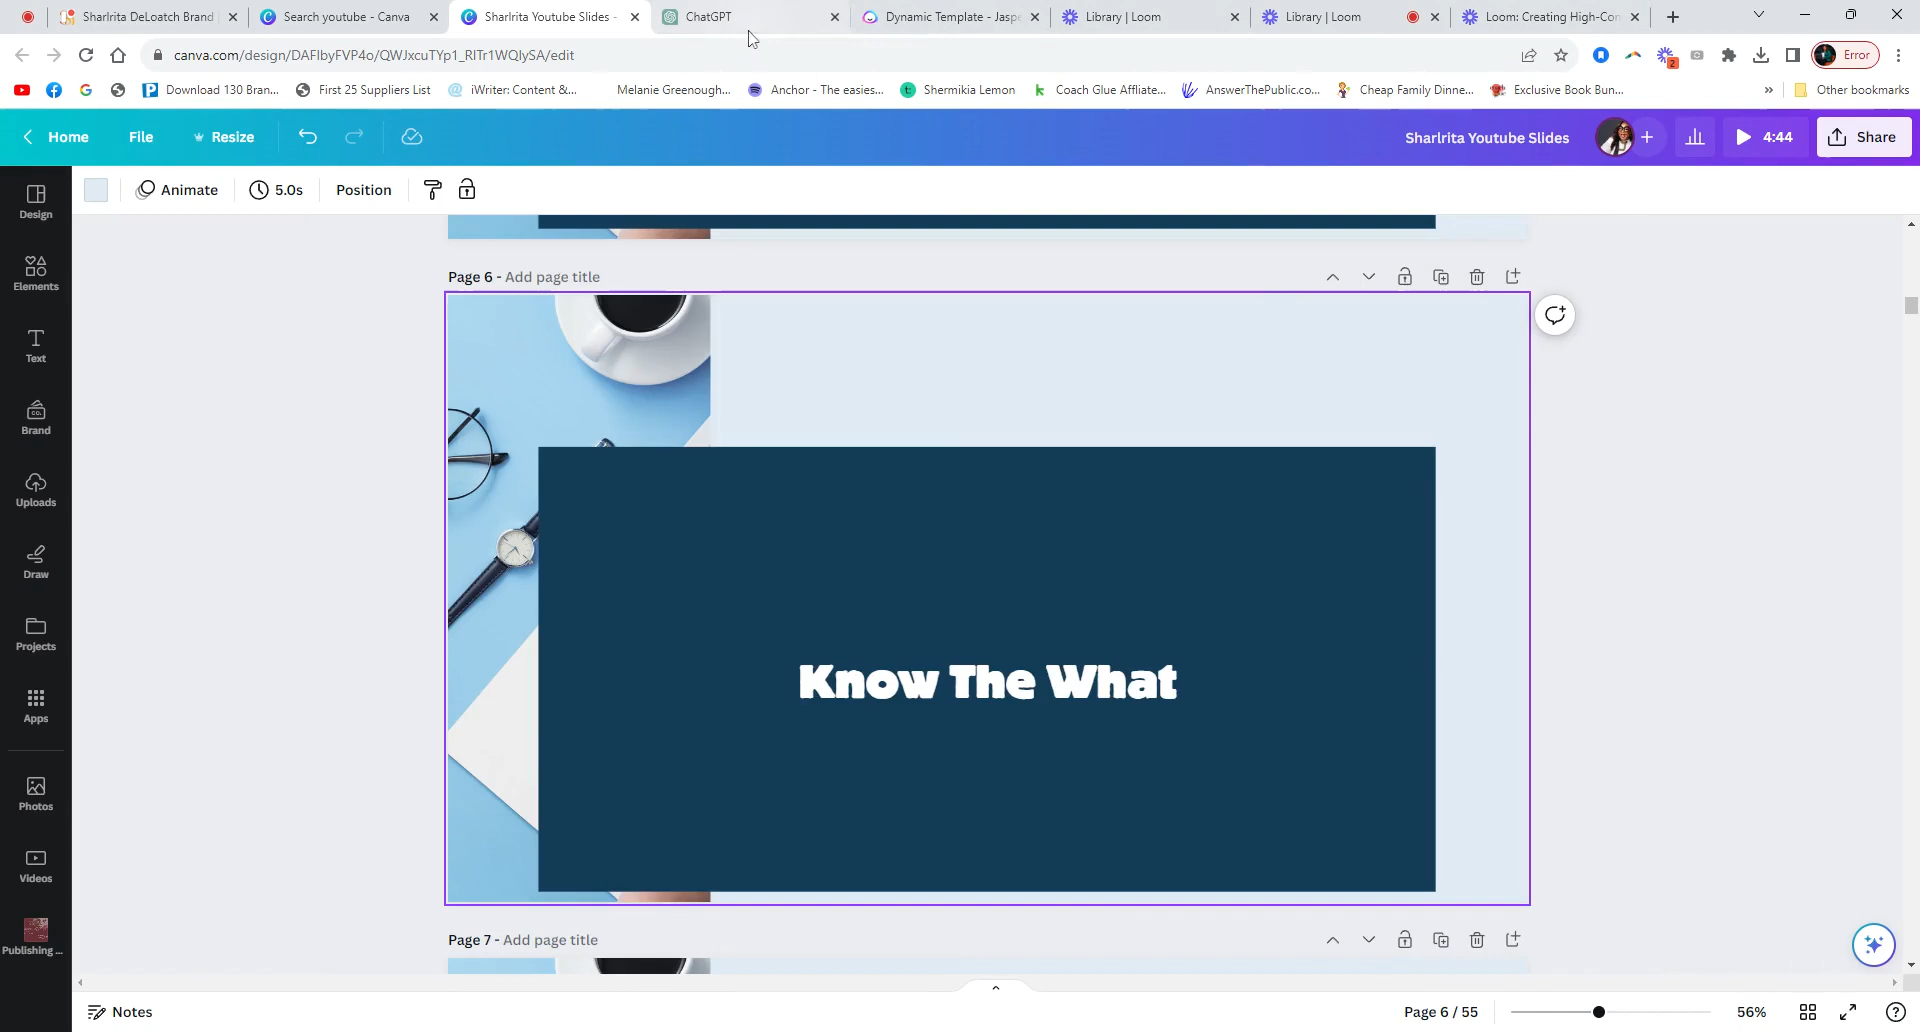 Sharlrita DeLoatch Brand
Search youtube - Canva
Sharlrita Youtube Slides -
ChatGPT
Dynamic Template - Jaspe
Library | Loom
Library | Loom
Loom: Creating High-Con
canva.com/design/DAFlbyFVP4o/QWJxcuTYp1_RlTr1WQlySA/edit
2
Error
Download 130 Bran...
First 25 Suppliers List
iWriter: Content &...
Melanie Greenough...
Anchor - The easies...
Shermikia Lemon
Coach Glue Affliate...
AnswerThePublic.co...
Cheap Family Dinne...
Exclusive Book Bun...
»
Other bookmarks
Home
File
Resize
Sharlrita Youtube Slides
4:44
Share
Animate
5.0s
Position
Design
Elements
Text
Brand
Uploads
Draw
Projects
Apps
Photos
Videos
Publishing ...
Page 6 - Add page title
Know The What
Page 7 - Add page title
Notes
Page 6 / 55
56%